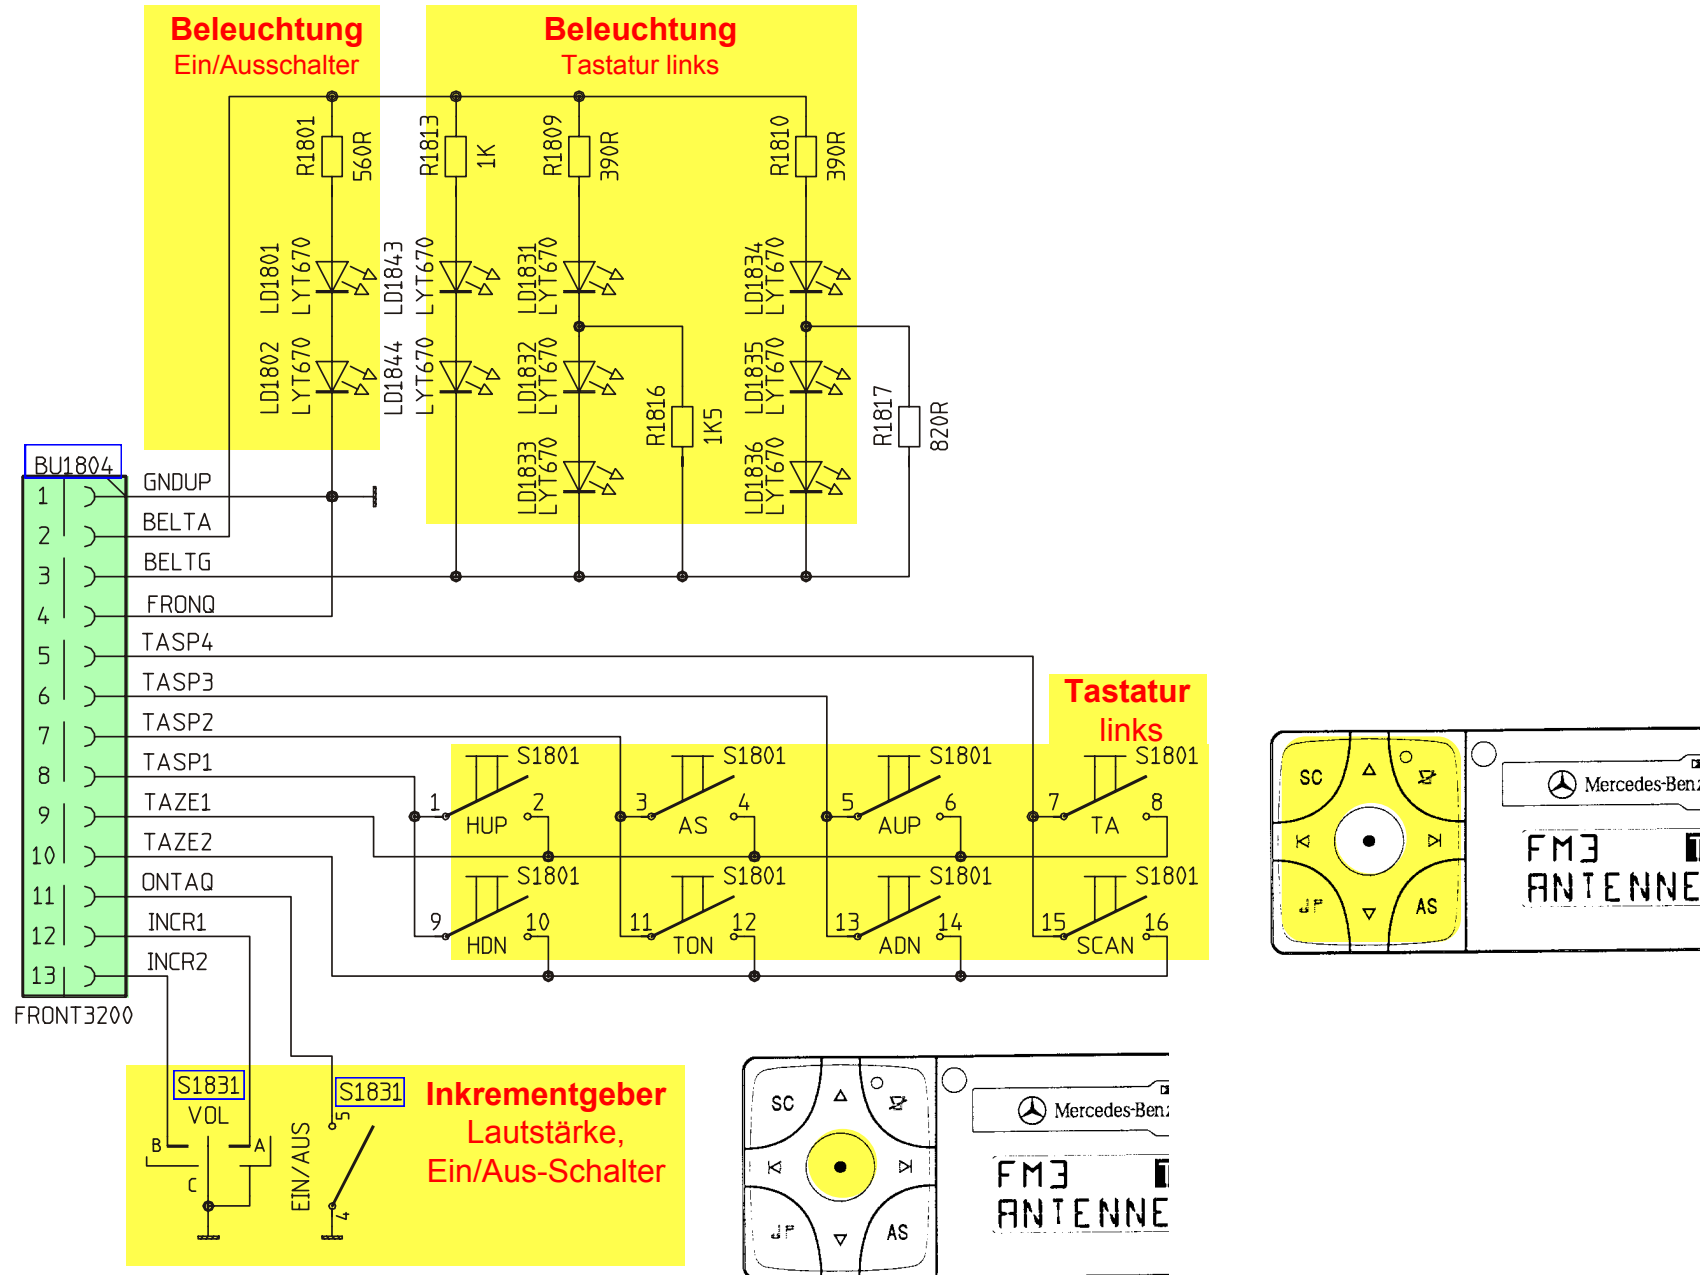 Beleuchtung
Ein/Ausschalter
Beleuchtung
Tastatur links
R1801
560R
R1813
1K
R1809
390R
R1810
390R
LD1801
LYT670
LD1843
LYT670
LD1831
LYT670
LD1834
LYT670
LD1802
LYT670
LD1844
LYT670
LD1832
LYT670
LD1835
LYT670
R1816
1K5
R1817
820R
LD1833
LYT670
LD1836
LYT670
BU1804
1 GNDUP
2 BELTA
3 BELTG
4 FRONQ
5 TASP4
6 TASP3
7 TASP2
8 TASP1
9 TAZE1
10 TAZE2
11 ONTAQ
12 INCR1
13 INCR2
FRONT3200
Tastatur
links
S1801 S1801 S1801 S1801
1 2 3 4 5 6 7 8
HUP AS AUP TA
S1801 S1801 S1801 S1801
9 10 11 12 13 14 15 16
HDN TON ADN SCAN
SC
Mercedes-Benz
FM3
ANTENNE
JP AS
S1831
VOL
B A
C
S1831
5
EIN/AUS
4
Inkrementgeber
Lautstärke,
Ein/Aus-Schalter
SC
Mercedes-Benz
FM3
ANTENNE
JP AS